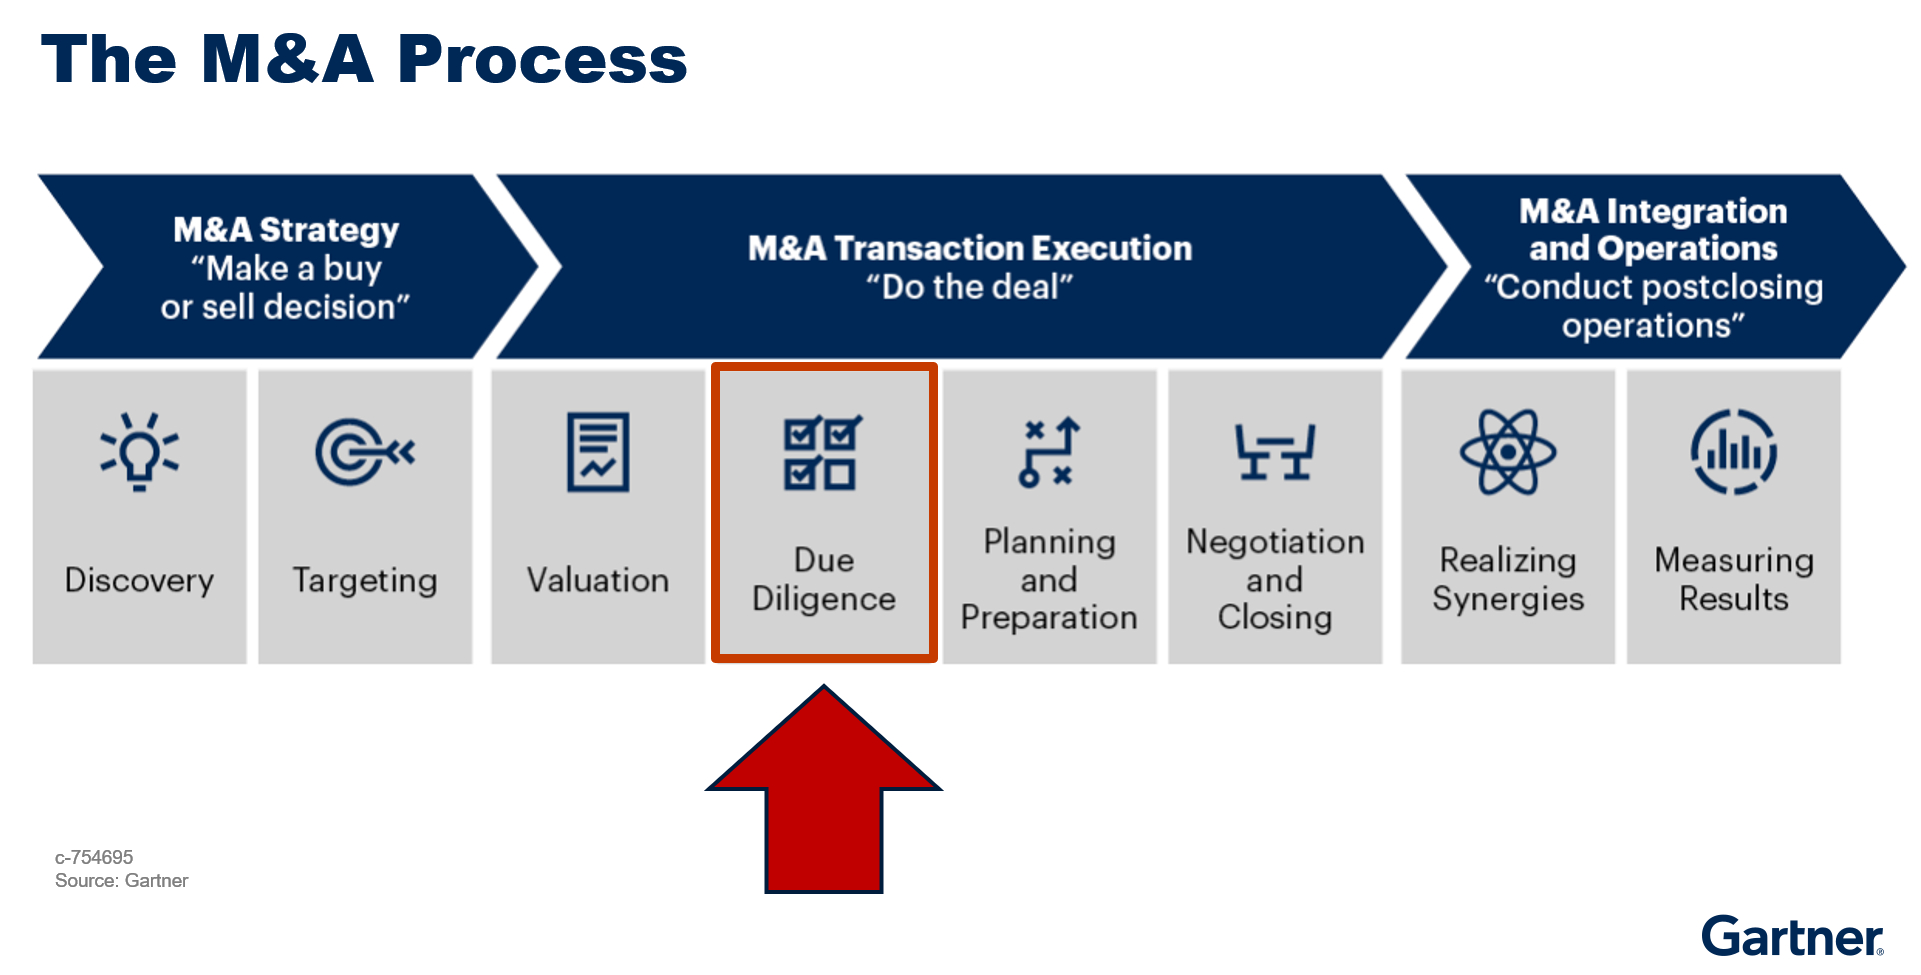 The M&A Process
M&A Strategy
“Make a buy
or sell decision”
M&A Transaction Execution
“Do the deal”
M&A Integration
and Operations
“Conduct postclosing
operations”
Discovery
Targeting
Valuation
Due
Diligence
Planning
and
Preparation
Negotiation
and
Closing
Realizing
Synergies
Measuring
Results
c-754695
Source: Gartner
Gartner®